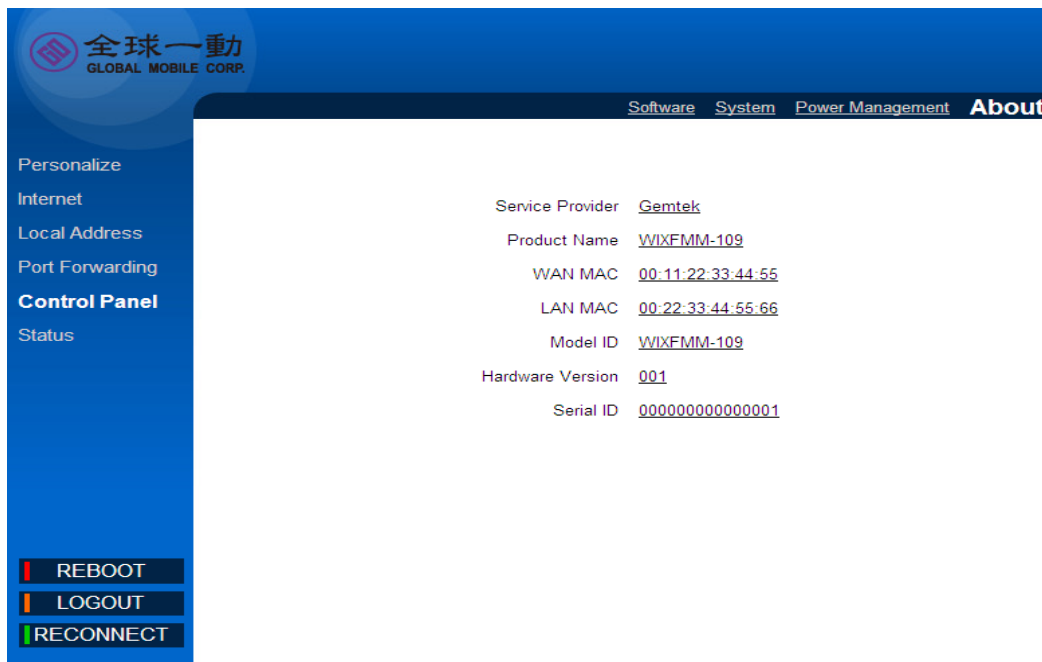 全球一動
GLOBAL MOBILE CORP.
Software System Power Management About
Personalize
Internet
Local Address
Port Forwarding
Control Panel
Status
Service Provider Gemtek
Product Name WIXFMM-109
WAN MAC 00:11:22:33:44:55
LAN MAC 00:22:33:44:55:66
Model ID WIXFMM-109
Hardware Version 001
Serial ID 000000000000001
REBOOT
LOGOUT
RECONNECT